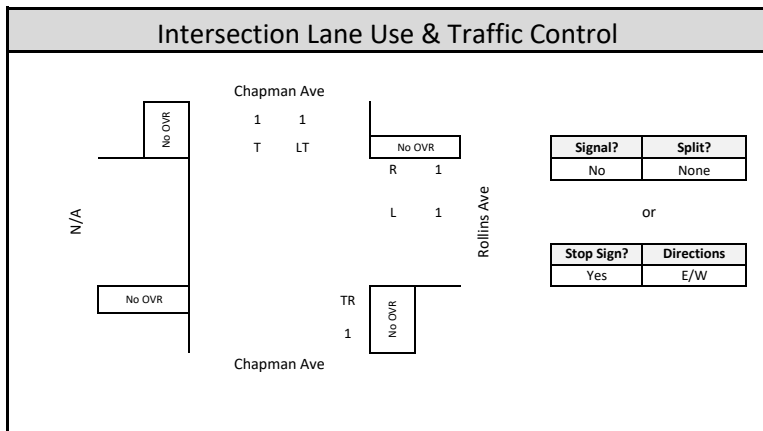 Intersection Lane Use & Traffic Control
Chapman Ave
No OVR
1 1
T LT
No OVR
R 1
L 1
N/A
Rollins Ave
Signal? Split?
No None
or
Stop Sign? Directions
Yes E/W
No OVR
TR
1
No OVR
Chapman Ave